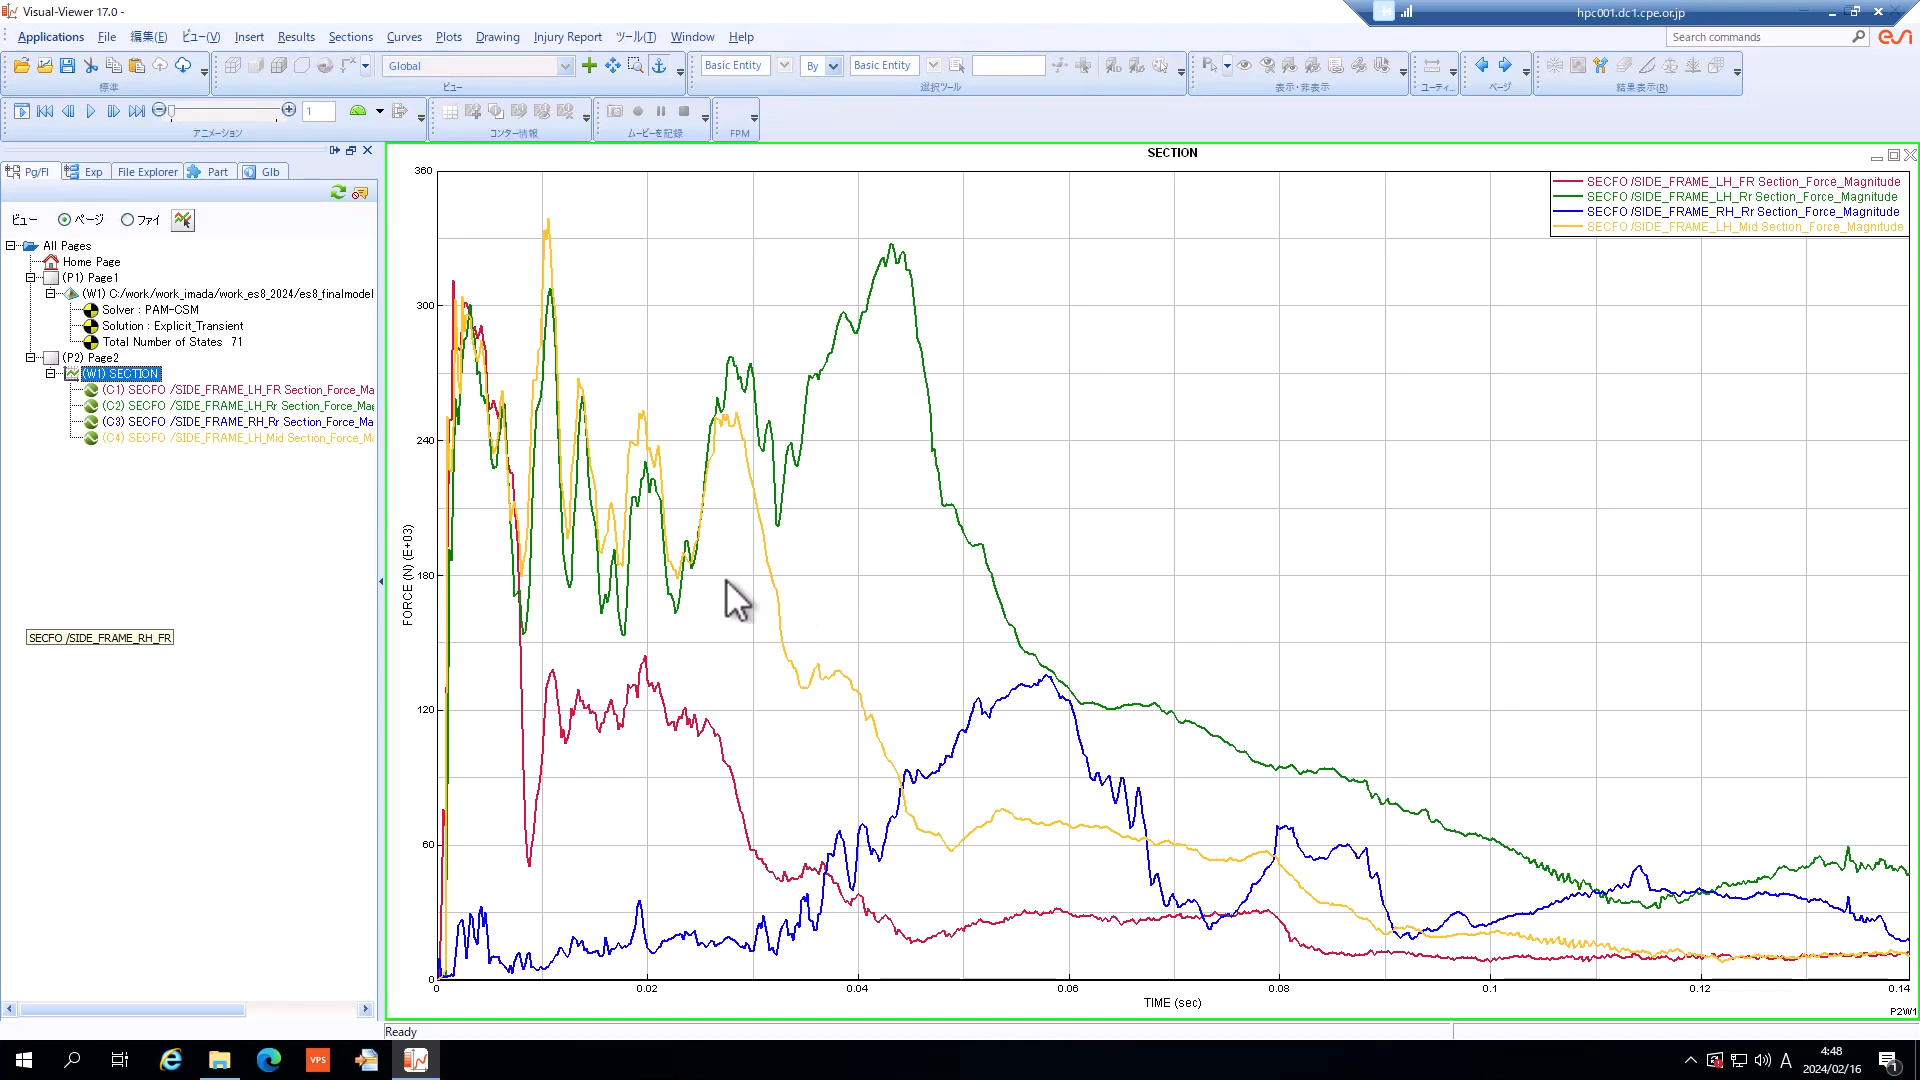 Visual-Viewer 17.0 -
hpc001.dc1.cpe.or.jp
Applications File 編集(E) ビュー(V) Insert Results Sections Curves Plots Drawing Injury Report ツール(T) Window Help
Search commands
esi
Global
Basic Entity By Basic Entity
標準 ビュー 選択ツール 表示・非表示 ユーティ... ページ 結果表示(R)
1
アニメーション コンター情報 ムービーを記録 FPM
Pg/Fl Exp File Explorer Part Glb
ビュー ページ ファイ
All Pages
Home Page
(P1) Page1
(W1) C:/work/work_imada/work_es8_2024/es8_finalmodel
Solver : PAM-CSM
Solution : Explicit_Transient
Total Number of States 71
(P2) Page2
(W1) SECTION
(C1) SECFO /SIDE_FRAME_LH_FR Section_Force_Ma
(C2) SECFO /SIDE_FRAME_LH_Rr Section_Force_Mag
(C3) SECFO /SIDE_FRAME_RH_Rr Section_Force_Ma
(C4) SECFO /SIDE_FRAME_LH_Mid Section_Force_M
SECFO /SIDE_FRAME_RH_FR
SECTION
SECFO /SIDE_FRAME_LH_FR Section_Force_Magnitude
SECFO /SIDE_FRAME_LH_Rr Section_Force_Magnitude
SECFO /SIDE_FRAME_RH_Rr Section_Force_Magnitude
SECFO /SIDE_FRAME_LH_Mid Section_Force_Magnitude
360
300
240
180
120
60
0
FORCE (N) (E+03)
0 0.02 0.04 0.06 0.08 0.1 0.12 0.14
TIME (sec)
P2W1
Ready
VPS
A
4:48
2024/02/16
1